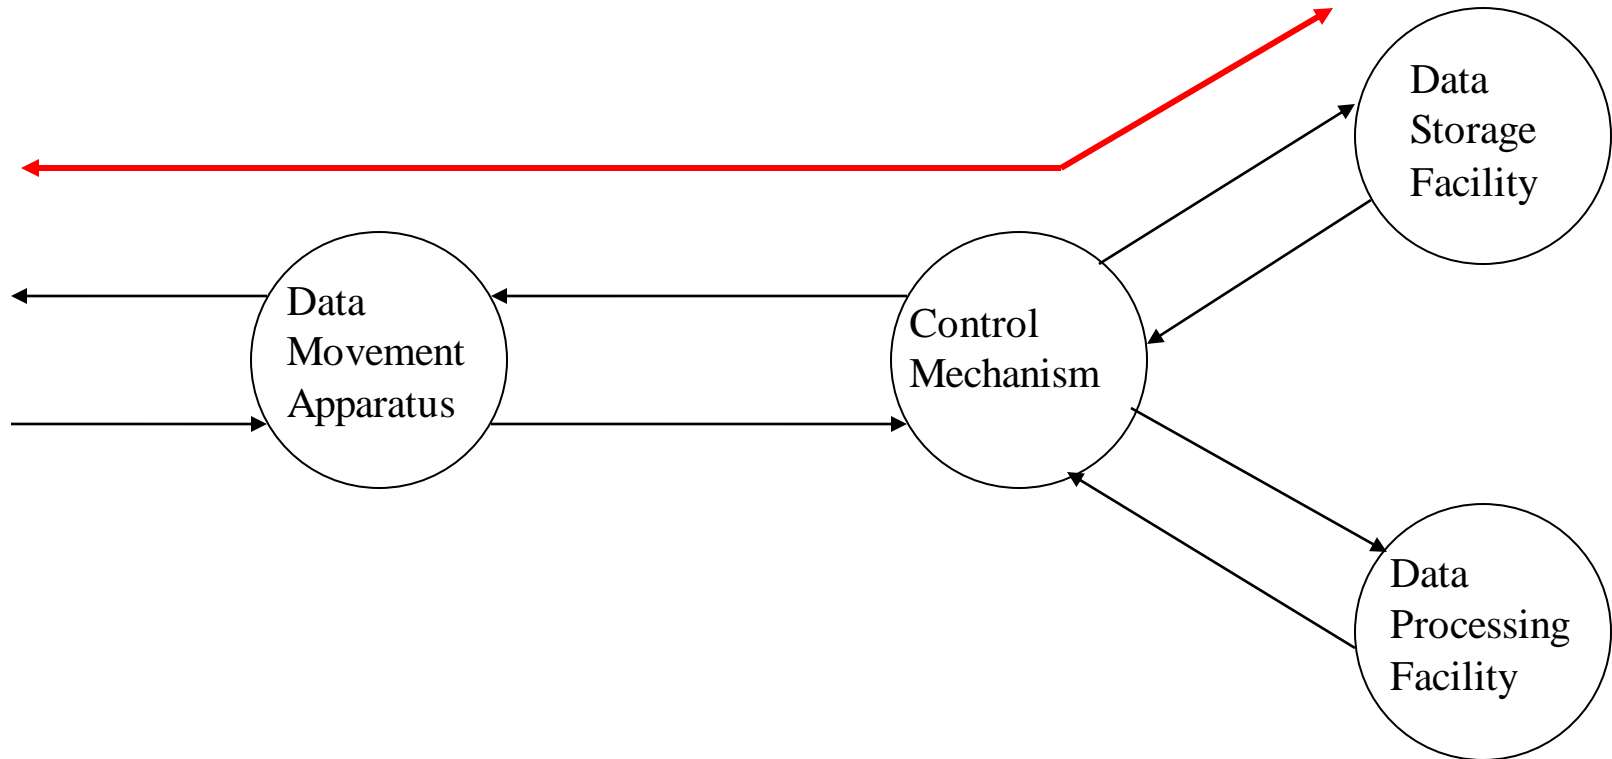 Data
Storage
Facility
Data
Movement
Apparatus
Control
Mechanism
Data
Processing
Facility